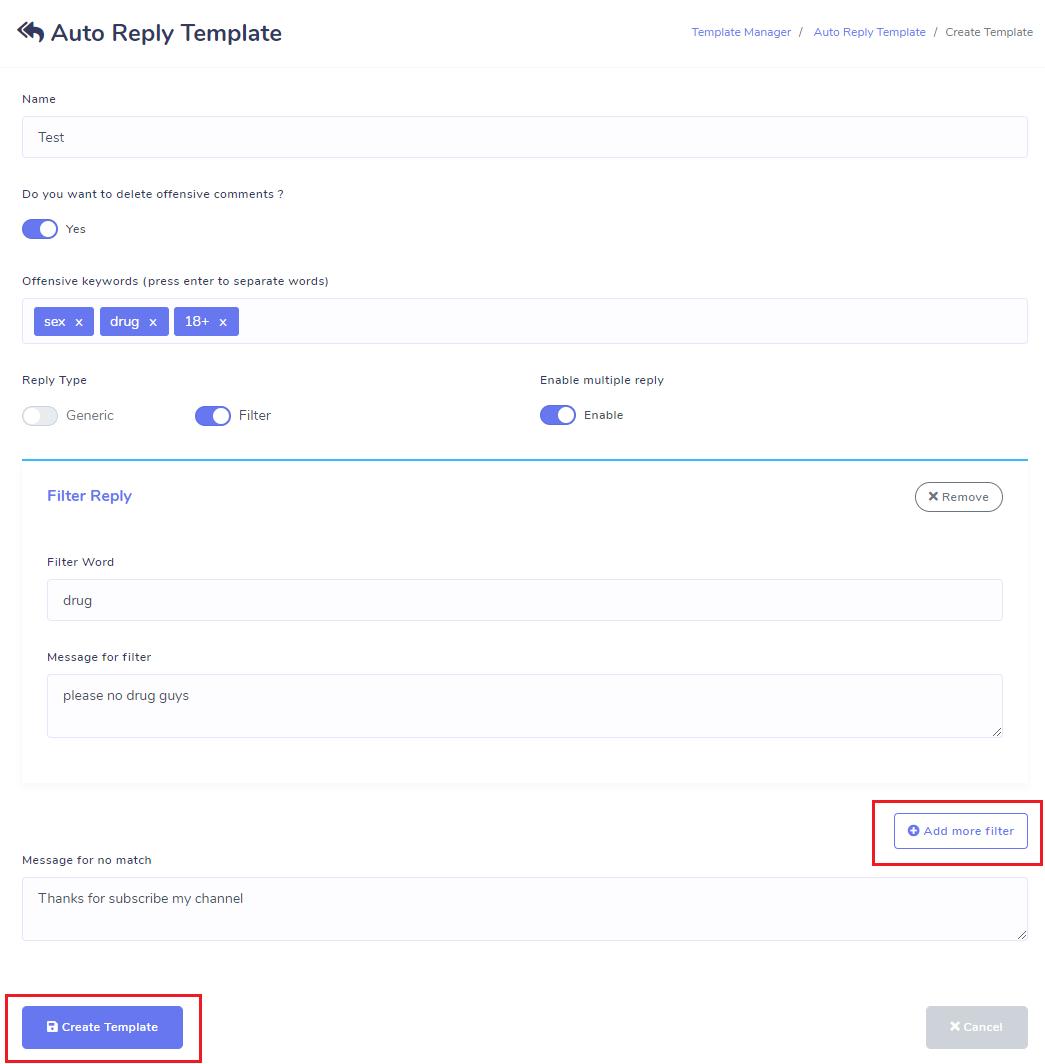 Auto Reply Template
Template Manager / Auto Reply Template / Create Template
Name
Test
Do you want to delete offensive comments ?
Yes
Offensive keywords (press enter to separate words)
sex x drug x 18+ x
Reply Type
Enable multiple reply
Generic Filter
Enable
Filter Reply
Remove
Filter Word
drug
Message for filter
please no drug guys
Add more filter
Message for no match
Thanks for subscribe my channel
Create Template
Cancel